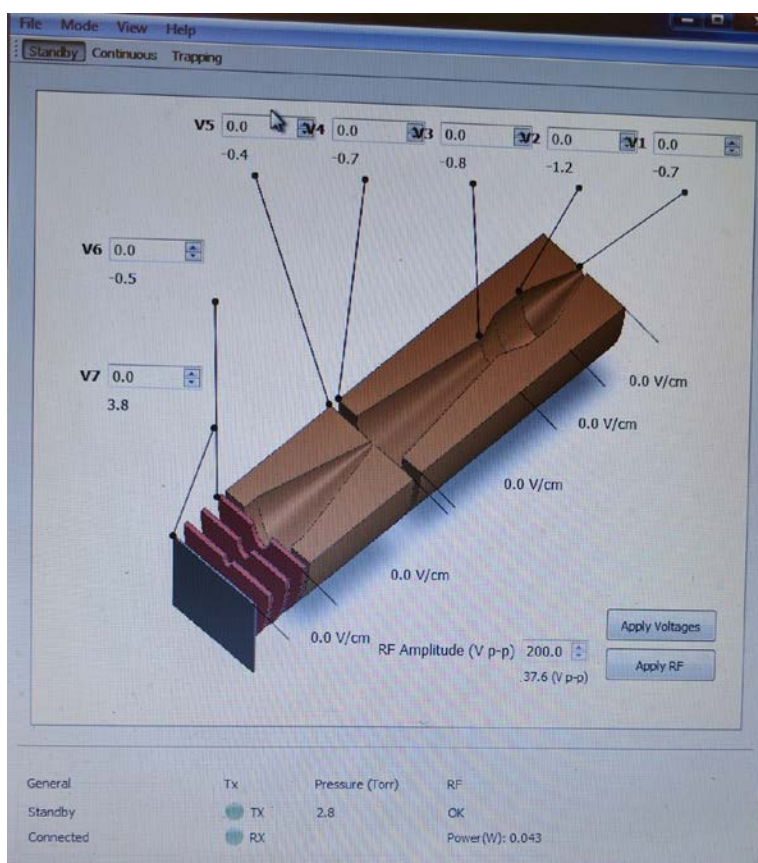 File Mode View Help
Standby Continuous Trapping
V5 0.0 V4 0.0 V3 0.0 V2 0.0 V1 0.0
-0.4 -0.7 -0.8 -1.2 -0.7
V6 0.0
-0.5
V7 0.0
3.8
0.0 V/cm
0.0 V/cm
0.0 V/cm
0.0 V/cm
0.0 V/cm
RF Amplitude (V p-p) 200.0
37.6 (V p-p)
Apply Voltages
Apply RF
General Tx Pressure (Torr) RF
Standby TX 2.8 OK
Connected RX Power(W): 0.043